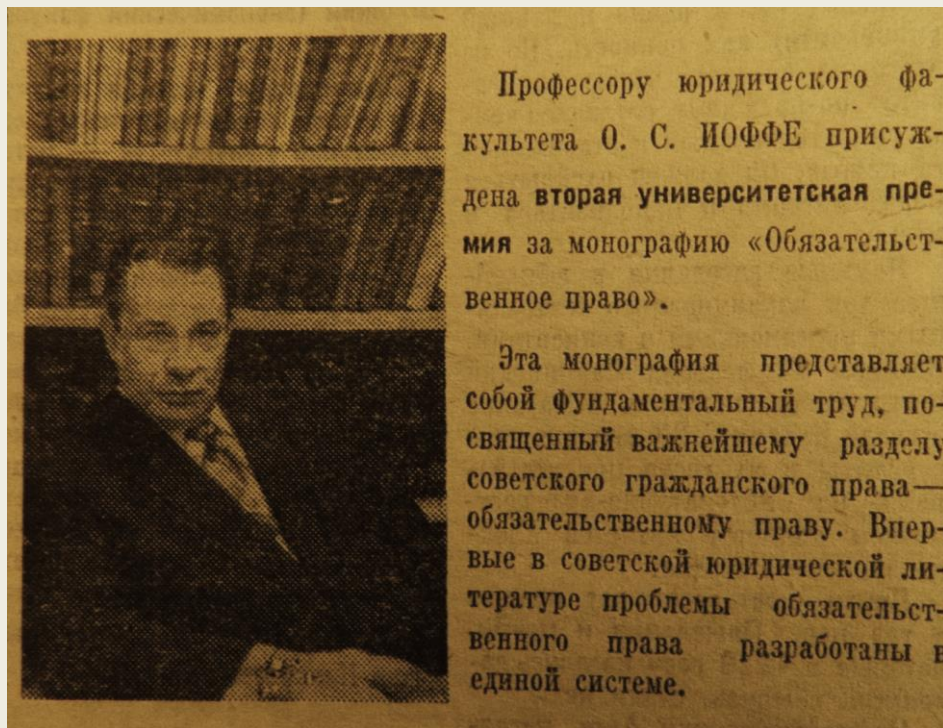 Профессору юридического фа-
культета О. С. ИОФФЕ присуж-
дена вторая университетская пре-
мия за монографию «Обязательст-
венное право».
Эта монография представляет
собой фундаментальный труд, по-
священный важнейшему разделу
советского гражданского права—
обязательственному праву. Впер-
вые в советской юридической ли-
тературе проблемы обязательст-
венного права разработаны в
единой системе.